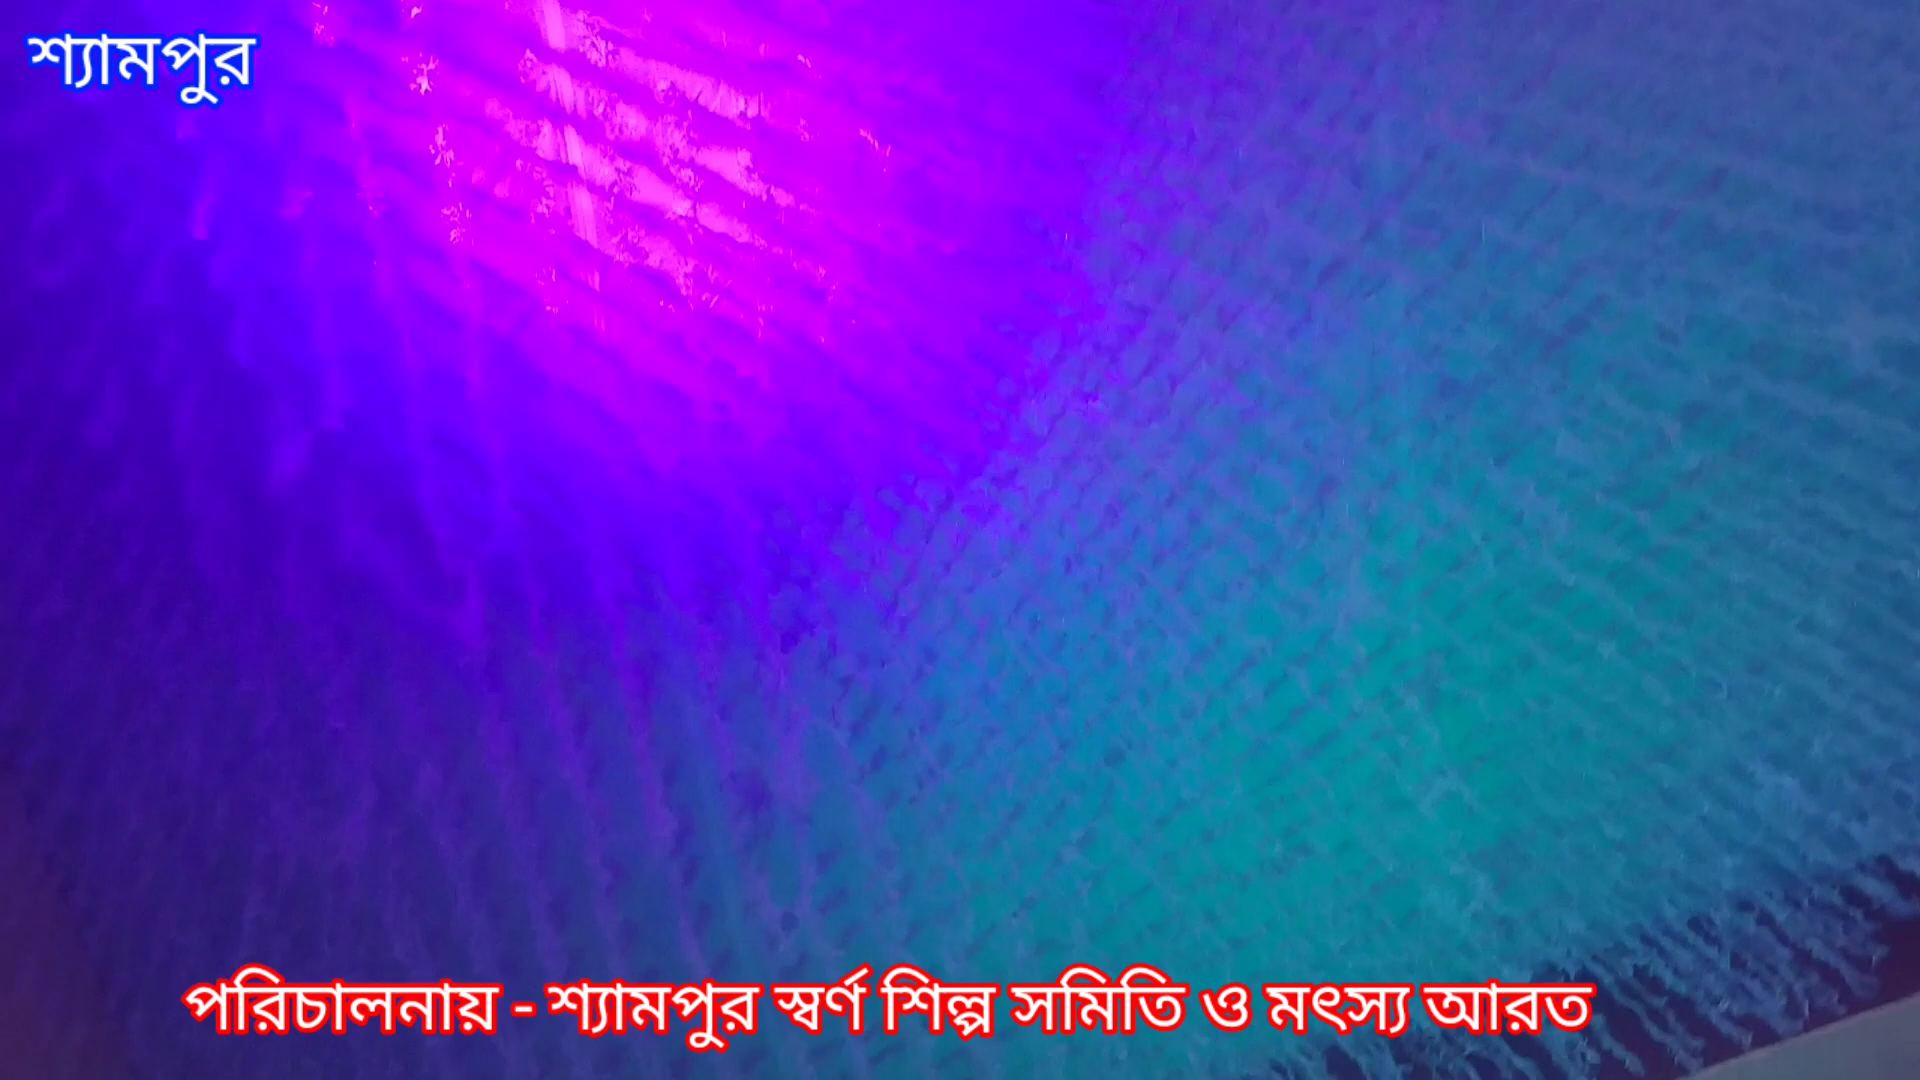 শ্যামপুর
পরিচালনায় - শ্যামপুর স্বর্ণ শিল্প সমিতি ও মৎস্য আরত